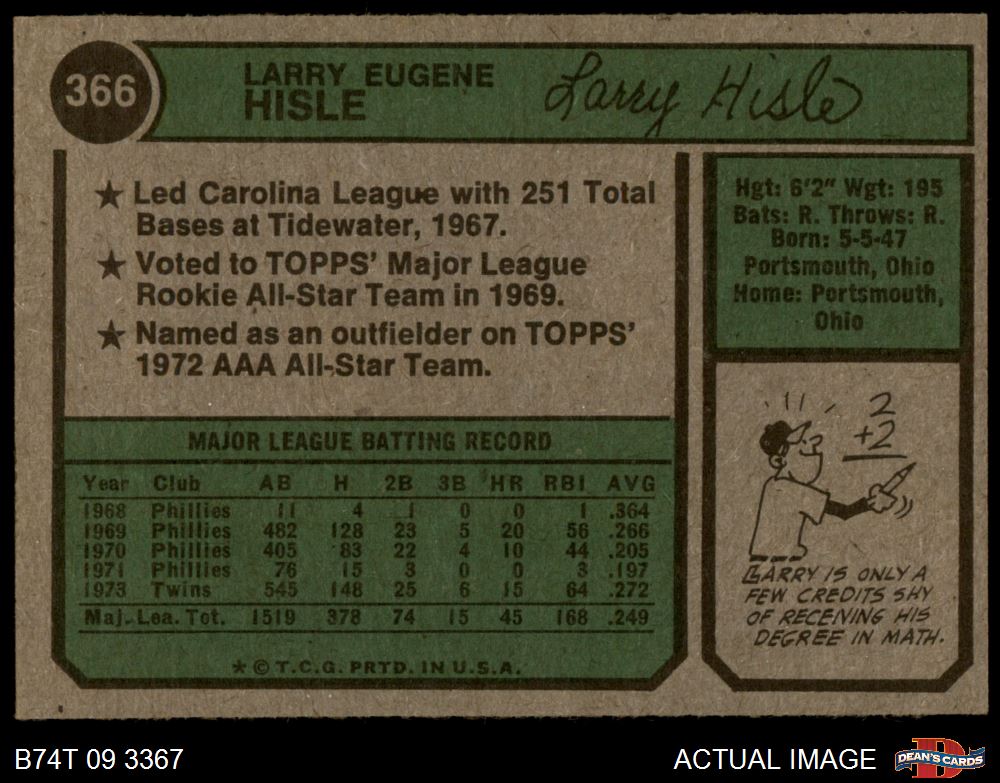 366
LARRY EUGENE
HISLE
Larry Hisle
★ Led Carolina League with 251 Total
Bases at Tidewater, 1967.
★ Voted to TOPPS' Major League
Rookie All-Star Team in 1969.
★ Named as an outfielder on TOPPS'
1972 AAA All-Star Team.
Hgt: 6'2" Wgt: 195
Bats: R. Throws: R.
Born: 5-5-47
Portsmouth, Ohio
Home: Portsmouth,
Ohio
MAJOR LEAGUE BATTING RECORD
Year Club AB H 2B 3B HR RBI AVG
1968 Phillies 11 4 1 0 0 1 .364
1969 Phillies 482 128 23 5 20 56 .266
1970 Phillies 405 83 22 4 10 44 .205
1971 Phillies 76 15 3 0 0 3 .197
1973 Twins 545 148 25 6 15 64 .272
Maj. Lea. Tot. 1519 378 74 15 45 168 .249
★ © T.C.G. PRTD. IN U.S.A.
2
+2
LARRY IS ONLY A
FEW CREDITS SHY
OF RECEIVING HIS
DEGREE IN MATH.
B74T 09 3367
ACTUAL IMAGE
D
DEAN'S CARDS